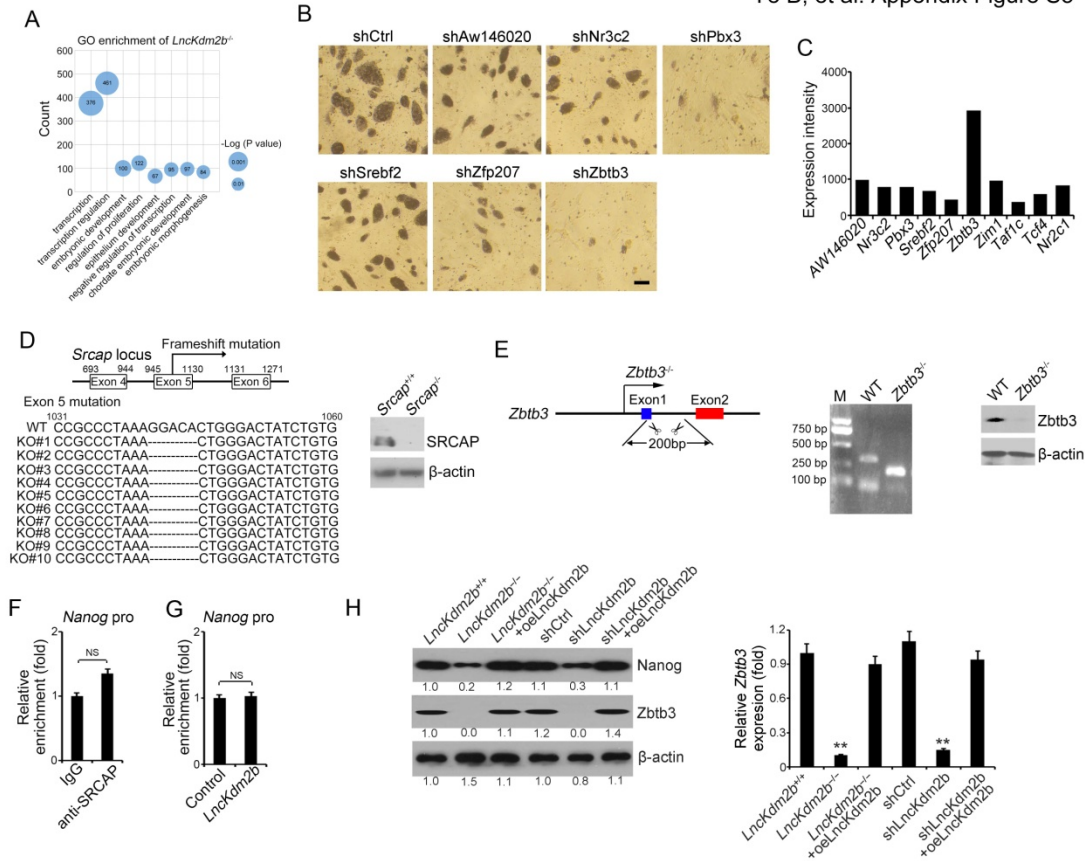 A
GO enrichment of LncKdm2b-/-
Count
600
500
400
300
200
100
0
376
461
100
122
67
98
97
84
-Log (P value)
0.001
0.01
transcription
transcription regulation
embryonic development
regulation of proliferation
epithelium development
negative regulation of transcription
chordate embryonic development
embryonic morphogenesis
B
shCtrl shAw146020 shNr3c2 shPbx3
shSrebf2 shZfp207 shZbtb3
C
Expression intensity
4000
3000
2000
1000
0
AW146020
Nr3c2
Pbx3
Srebf2
Zfp207
Zbtb3
Zim1
Taf1c
Tcf4
Nr2c1
D
Frameshift mutation
Srcap locus
693 944 945 1130 1131 1271
Exon 4 Exon 5 Exon 6
Exon 5 mutation
1031 1060
WT CCGCCCTAAAGGACACTGGGACTATCTGTG
KO#1 CCGCCCTAAA-----------CTGGGACTATCTGTG
KO#2 CCGCCCTAAA-----------CTGGGACTATCTGTG
KO#3 CCGCCCTAAA-----------CTGGGACTATCTGTG
KO#4 CCGCCCTAAA-----------CTGGGACTATCTGTG
KO#5 CCGCCCTAAA-----------CTGGGACTATCTGTG
KO#6 CCGCCCTAAA-----------CTGGGACTATCTGTG
KO#7 CCGCCCTAAA-----------CTGGGACTATCTGTG
KO#8 CCGCCCTAAA-----------CTGGGACTATCTGTG
KO#9 CCGCCCTAAA-----------CTGGGACTATCTGTG
KO#10 CCGCCCTAAA-----------CTGGGACTATCTGTG
Srcap+/+ Srcap-/-
SRCAP
β-actin
E
Zbtb3-/-
Exon1 Exon2
Zbtb3
200bp
M WT Zbtb3-/-
750 bp
500 bp
250 bp
100 bp
WT Zbtb3-/-
Zbtb3
β-actin
F
Nanog pro
Relative
enrichment (fold)
2
1
0
NS
IgG
anti-SRCAP
G
Nanog pro
Relative
enrichment (fold)
2
1
0
NS
Control
LncKdm2b
H
LncKdm2b+/+
LncKdm2b-/-
LncKdm2b-/-
+oeLncKdm2b
shCtrl
shLncKdm2b
shLncKdm2b
+oeLncKdm2b
Nanog
1.0 0.2 1.2 1.1 0.3 1.1
Zbtb3
1.0 0.0 1.1 1.2 0.0 1.4
β-actin
1.0 1.5 1.1 1.0 0.8 1.1
Relative Zbtb3
expresion (fold)
1.2
0.9
0.6
0.3
0
**
**
LncKdm2b+/+
LncKdm2b-/-
LncKdm2b-/-
+oeLncKdm2b
shCtrl
shLncKdm2b
shLncKdm2b
+oeLncKdm2b